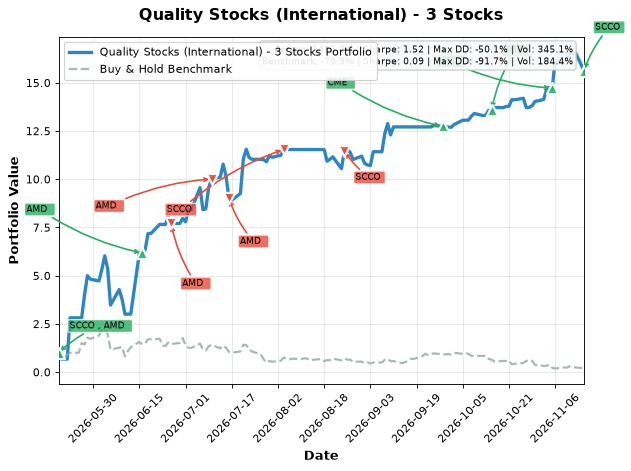 Quality Stocks (International) - 3 Stocks
SCCO
Quality Stocks (International) - 3 Stocks Portfolio
Buy & Hold Benchmark
Sharpe: 1.52 | Max DD: -50.1% | Vol: 345.1%
Benchmark: -79.9% | Sharpe: 0.09 | Max DD: -91.7% | Vol: 184.4%
CME
SCCO
AMD
SCCO
AMD
AMD
AMD
SCCO , AMD
Portfolio Value
15.0
12.5
10.0
7.5
5.0
2.5
0.0
2026-05-30
2026-06-15
2026-07-01
2026-07-17
2026-08-02
2026-08-18
2026-09-03
2026-09-19
2026-10-05
2026-10-21
2026-11-06
Date